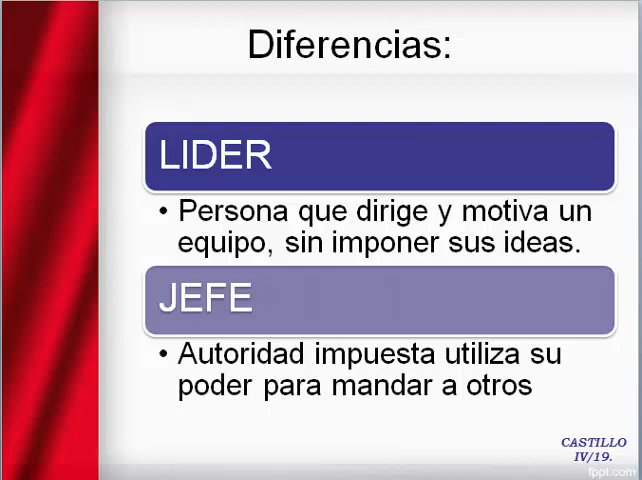 Diferencias:
LIDER
• Persona que dirige y motiva un
equipo, sin imponer sus ideas.
JEFE
• Autoridad impuesta utiliza su
poder para mandar a otros
CASTILLO
IV/19.
fppt.com